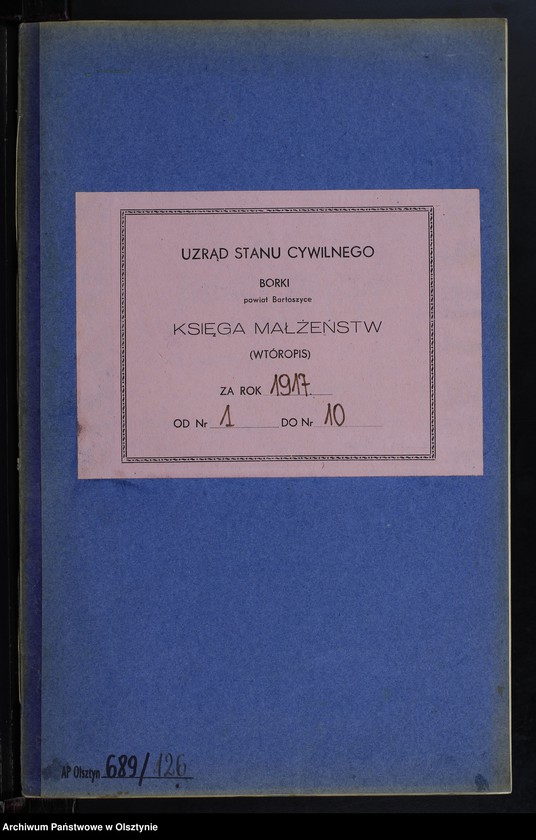 UZRĄD STANU CYWILNEGO
BORKI
powiat Bartoszyce
KSIĘGA MAŁŻEŃSTW
(WTÓROPIS)
ZA ROK 1917
OD Nr 1 DO Nr 10
AP Olsztyn 689/126
Archiwum Państwowe w Olsztynie